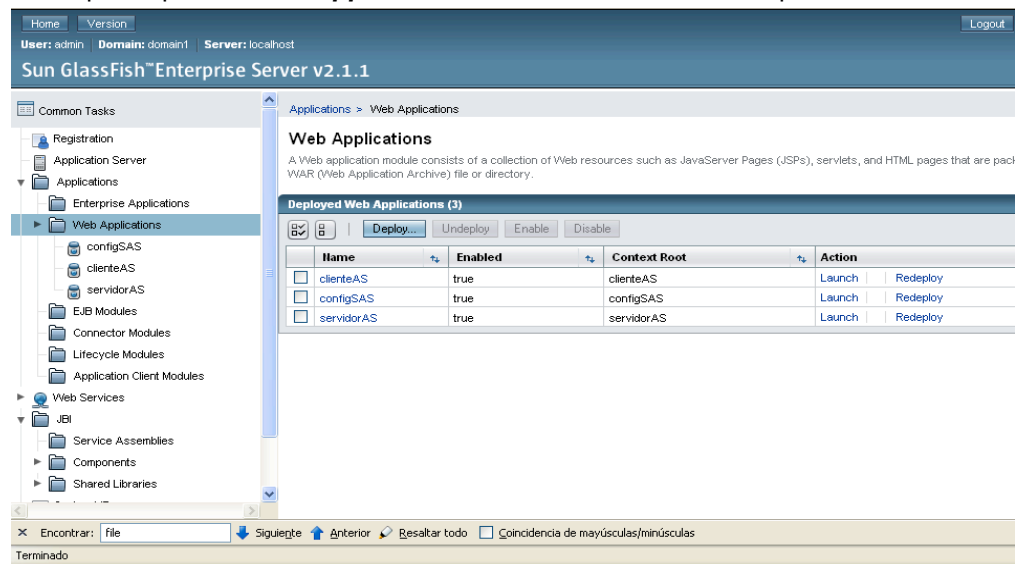 Home Version Logout
User: admin Domain: domain1 Server: localhost
Sun GlassFish™Enterprise Server v2.1.1
Common Tasks
Registration
Application Server
Applications
Enterprise Applications
Web Applications
configSAS
clienteAS
servidorAS
EJB Modules
Connector Modules
Lifecycle Modules
Application Client Modules
Web Services
JBI
Service Assemblies
Components
Shared Libraries
Applications > Web Applications
Web Applications
A Web application module consists of a collection of Web resources such as JavaServer Pages (JSPs), servlets, and HTML pages that are pac
WAR (Web Application Archive) file or directory.
Deployed Web Applications (3)
Deploy... Undeploy Enable Disable
Name Enabled Context Root Action
clienteAS true clienteAS Launch Redeploy
configSAS true configSAS Launch Redeploy
servidorAS true servidorAS Launch Redeploy
Encontrar: file Siguiente Anterior Resaltar todo Coincidencia de mayúsculas/minúsculas
Terminado